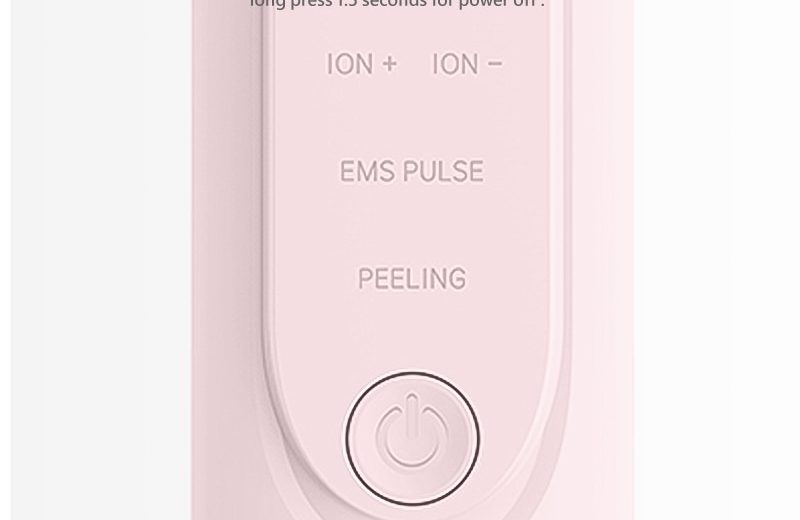 long press 1.5 seconds for power off .
ION + ION −
EMS PULSE
PEELING